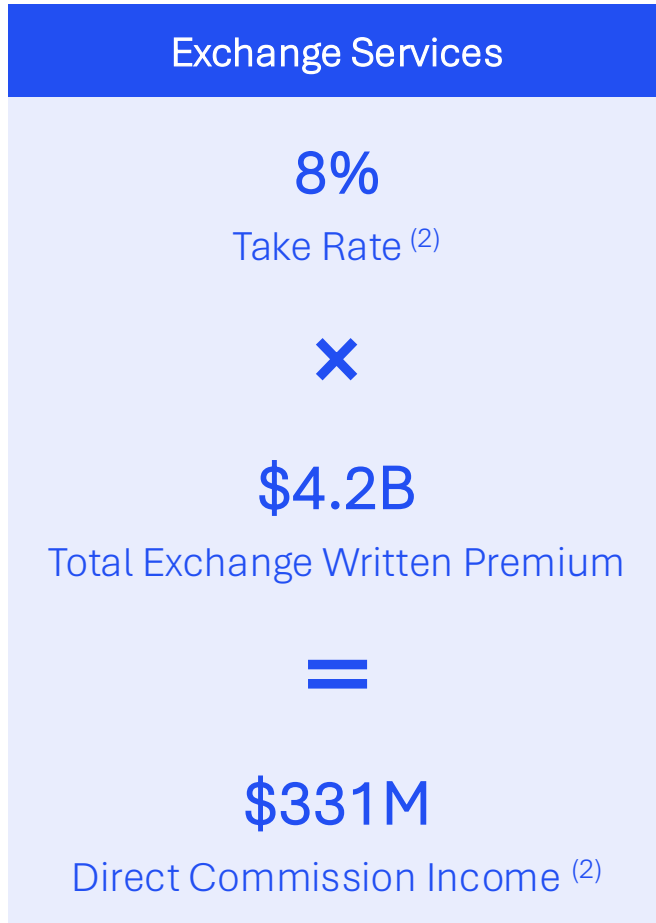 Exchange Services
8%
Take Rate (2)
×
$4.2B
Total Exchange Written Premium
=
$331M
Direct Commission Income (2)